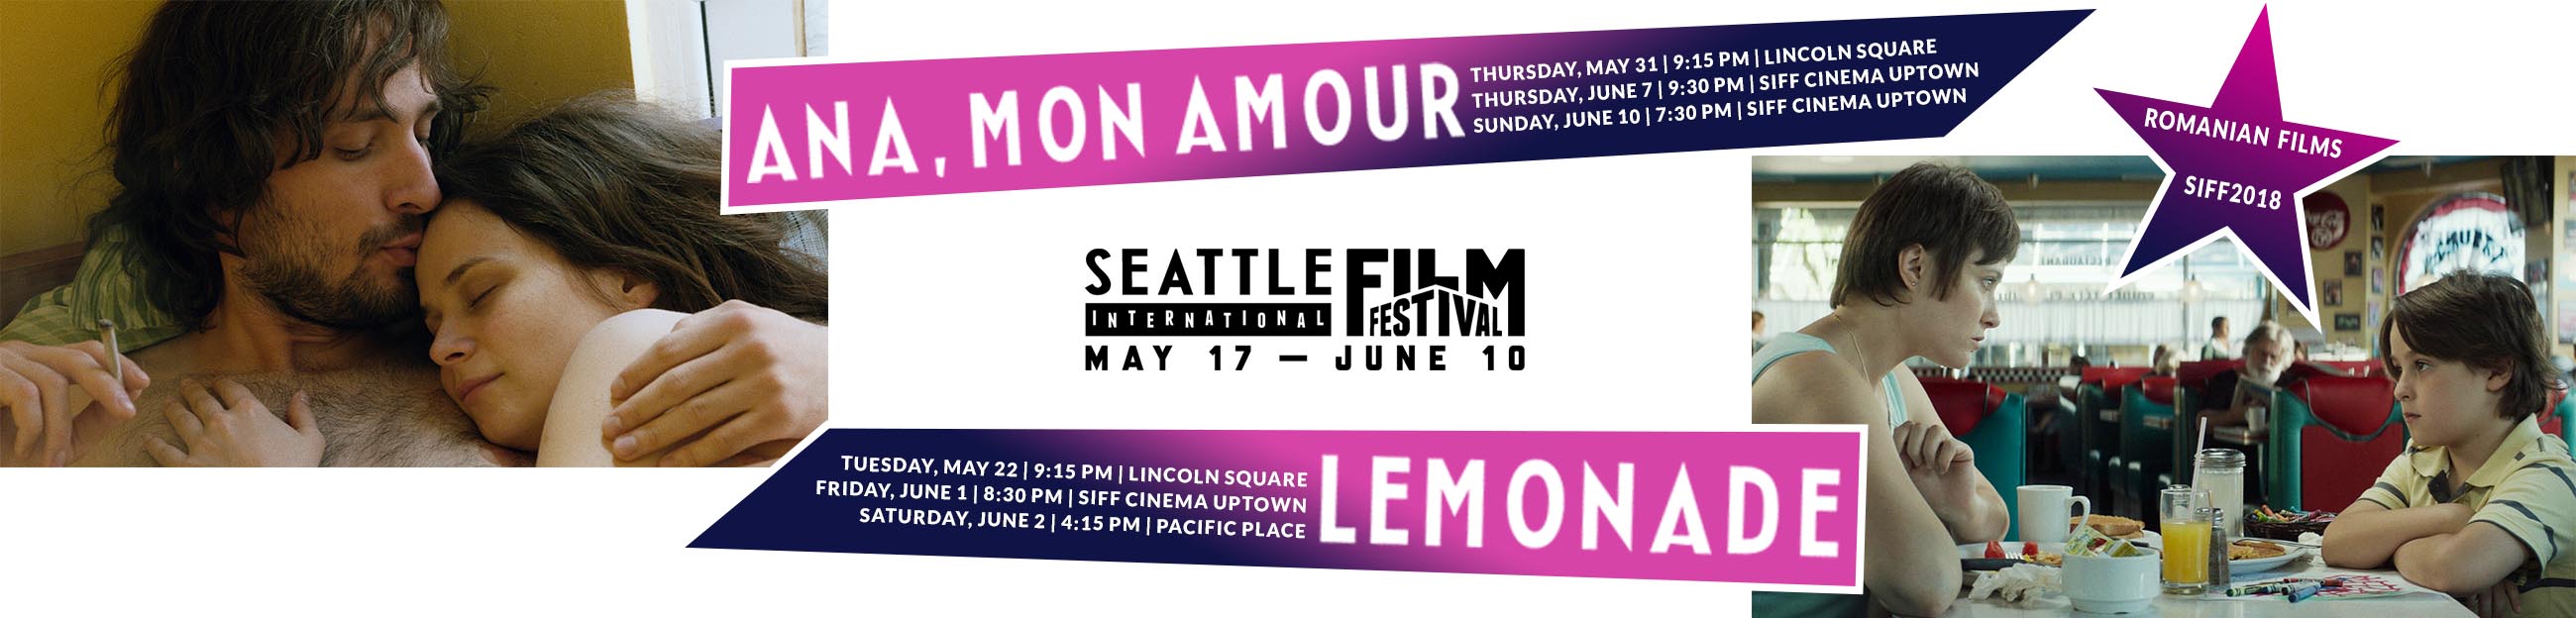 ANA, MON AMOUR
THURSDAY, MAY 31 | 9:15 PM | LINCOLN SQUARE
THURSDAY, JUNE 7 | 9:30 PM | SIFF CINEMA UPTOWN
SUNDAY, JUNE 10 | 7:30 PM | SIFF CINEMA UPTOWN
ROMANIAN FILMS
SIFF2018
SEATTLE
INTERNATIONAL
FILM
FESTIVAL
MAY 17 — JUNE 10
TUESDAY, MAY 22 | 9:15 PM | LINCOLN SQUARE
FRIDAY, JUNE 1 | 8:30 PM | SIFF CINEMA UPTOWN
SATURDAY, JUNE 2 | 4:15 PM | PACIFIC PLACE
LEMONADE